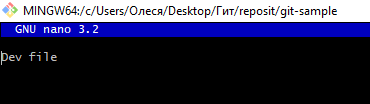 MINGW64:/c/Users/Олеся/Desktop/Гит/reposit/git-sample
GNU nano 3.2
Dev file